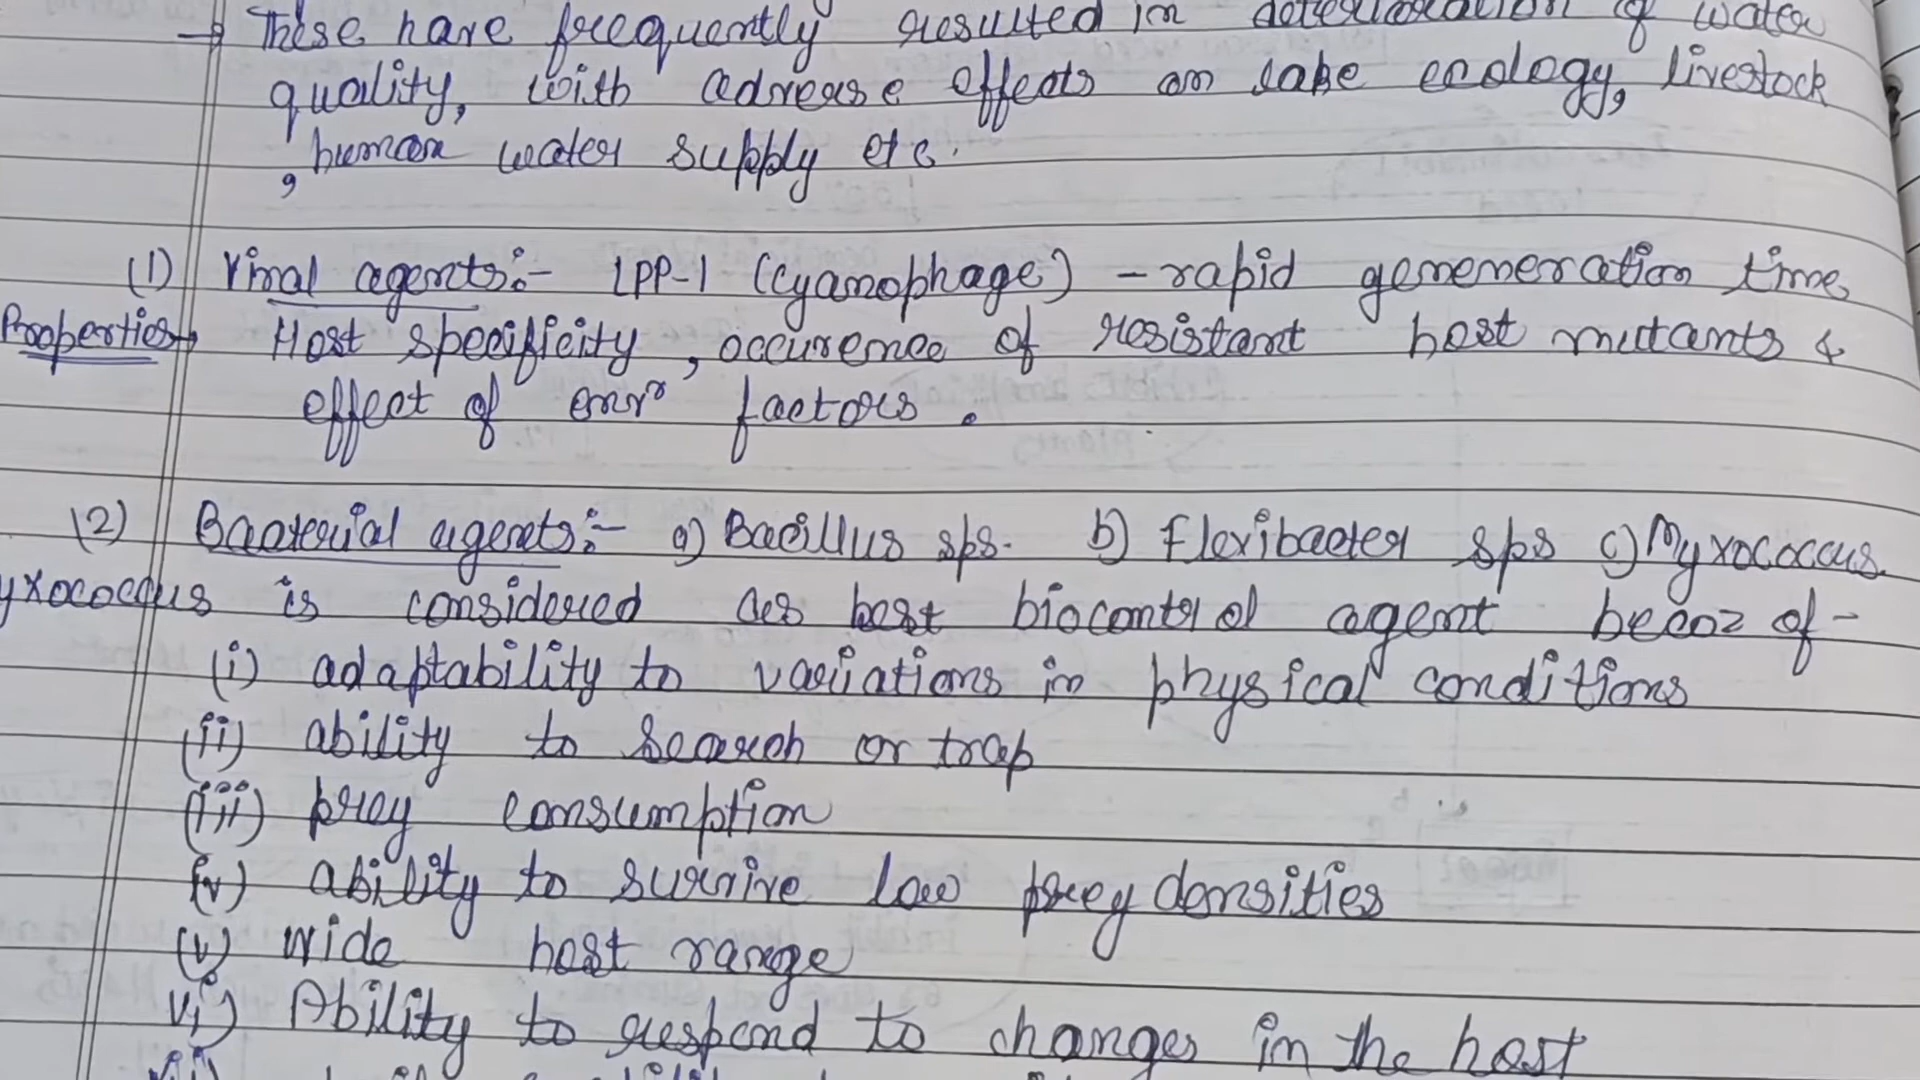 → These have frequently resulted in deterioration of water
quality, with adverse effects on lake ecology, livestock
, human water supply etc.
(1) Viral agents:- LPP-1 (Cyanophage) - rapid genemeration time,
Properties→ Host specificity, occurence of resistant host mutants &
effect of envr factors.
(2) Bacterial agents:- a) Bacillus sps. b) Flexibacter sps c) Myxococcus.
yxococcus is considered as best biocontrol agent becoz of-
(i) adaptability to variations in physical conditions
(ii) ability to search or trap
(iii) prey consumption
(iv) ability to survive low prey densities
(v) wide host range
vi) Ability to respond to changes in the host